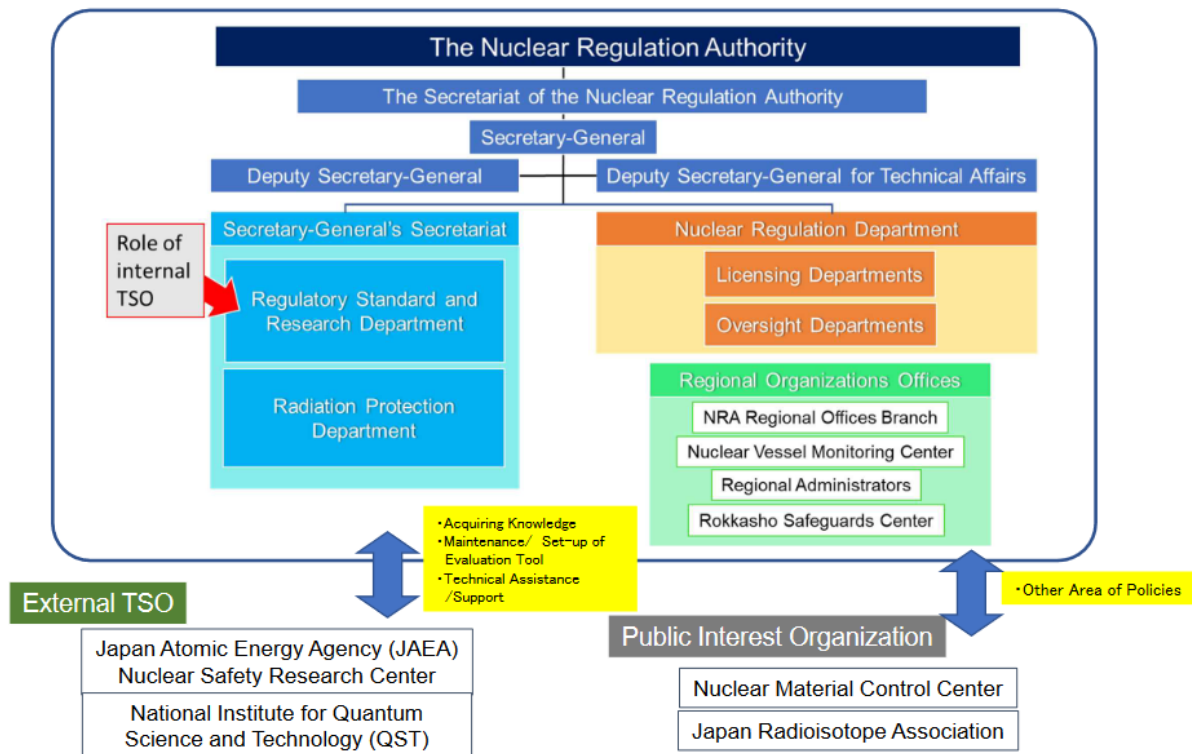 The Nuclear Regulation Authority
The Secretariat of the Nuclear Regulation Authority
Secretary-General
Deputy Secretary-General
Deputy Secretary-General for Technical Affairs
Role of
internal
TSO
Secretary-General's Secretariat
Regulatory Standard and
Research Department
Radiation Protection
Department
Nuclear Regulation Department
Licensing Departments
Oversight Departments
Regional Organizations Offices
NRA Regional Offices Branch
Nuclear Vessel Monitoring Center
Regional Administrators
Rokkasho Safeguards Center
・Acquiring Knowledge
・Maintenance/ Set-up of
Evaluation Tool
・Technical Assistance
/Support
・Other Area of Policies
External TSO
Japan Atomic Energy Agency (JAEA)
Nuclear Safety Research Center
National Institute for Quantum
Science and Technology (QST)
Public Interest Organization
Nuclear Material Control Center
Japan Radioisotope Association